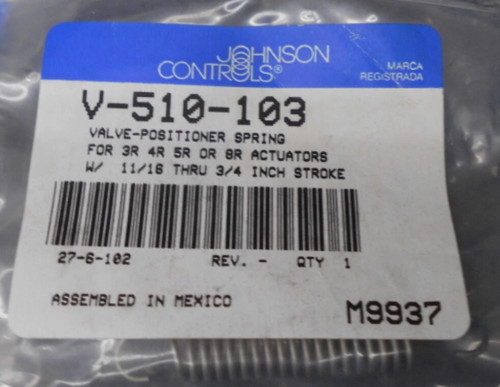 JOHNSON
CONTROLS®
MARCA
REGISTRADA
V-510-103
VALVE-POSITIONER SPRING
FOR 3R 4R 5R OR 8R ACTUATORS
W/ 11/16 THRU 3/4 INCH STROKE
27-6-102 REV. - QTY 1
ASSEMBLED IN MEXICO M9937